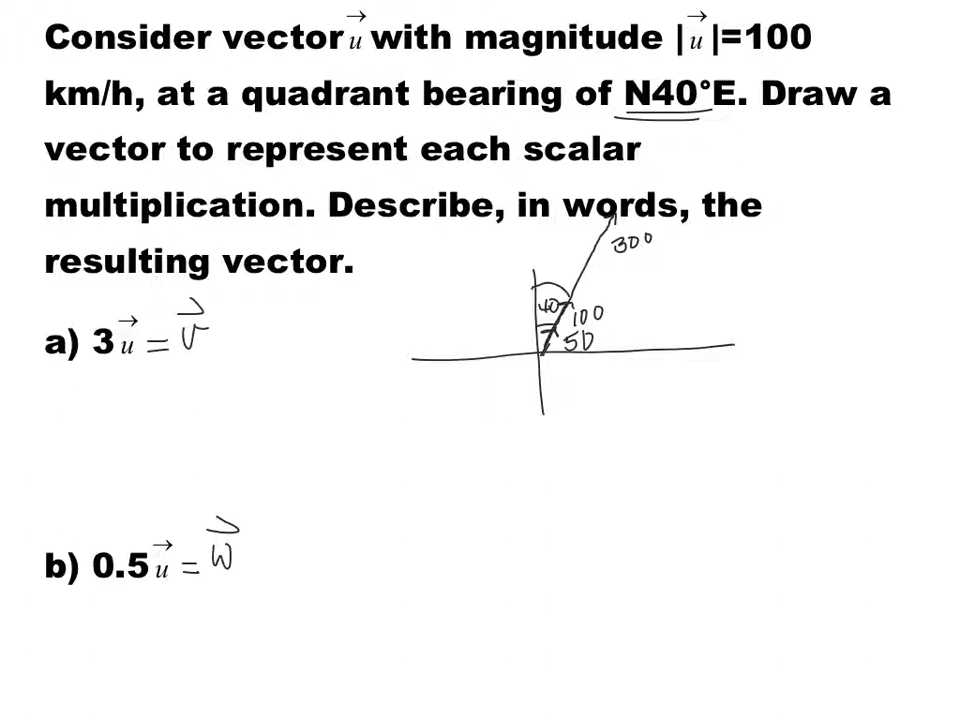 Consider vector u⃗ with magnitude |u⃗|=100
km/h, at a quadrant bearing of N40°E. Draw a
vector to represent each scalar
multiplication. Describe, in words, the
resulting vector.
300
40
100
50
a) 3u⃗ = v⃗
b) 0.5u⃗ = w⃗